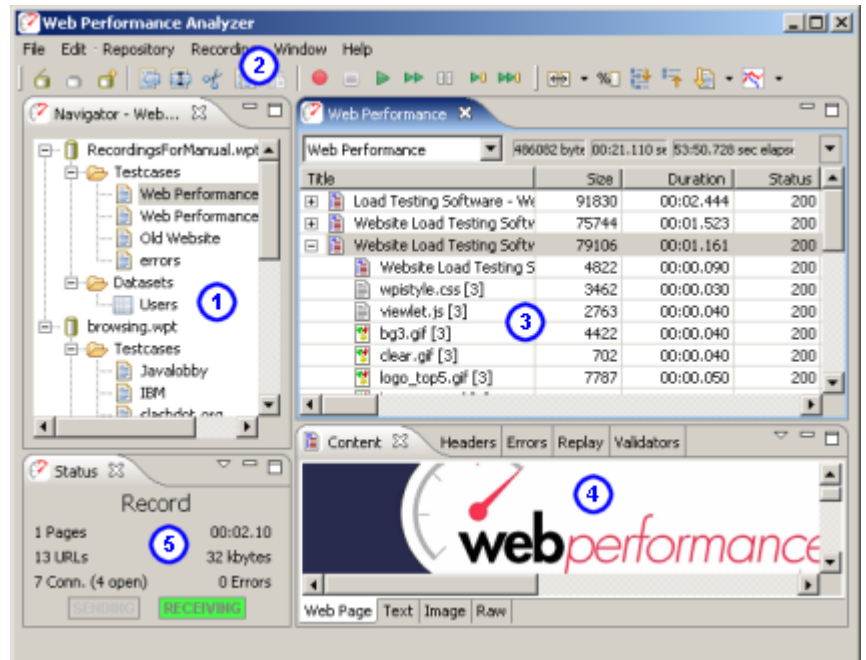 Web Performance Analyzer
File Edit Repository Recording Window Help
2
Navigator - Web...
RecordingsForManual.wpt
Testcases
Web Performance
Web Performance
Old Website
errors
Datasets
Users
1
browsing.wpt
Testcases
Javalobby
IBM
slashdot.org
Web Performance
Web Performance
486082 byte 00:21.110 se 53:50.728 sec elapse
Title Size Duration Status
Load Testing Software - We 91830 00:02.444 200
Website Load Testing Softw 75744 00:01.523 200
Website Load Testing Softw 79106 00:01.161 200
Website Load Testing S 4822 00:00.090 200
wpistyle.css [3] 3462 00:00.030 200
viewlet.js [3] 2763 00:00.040 200
3
bg3.gif [3] 4422 00:00.040 200
clear.gif [3] 702 00:00.040 200
logo_top5.gif [3] 7787 00:00.050 200
Status
Record
1 Pages 00:02.10
13 URLs 32 kbytes
7 Conn. (4 open) 0 Errors
5
SENDING RECEIVING
Content Headers Errors Replay Validators
4
webperformance
Web Page Text Image Raw